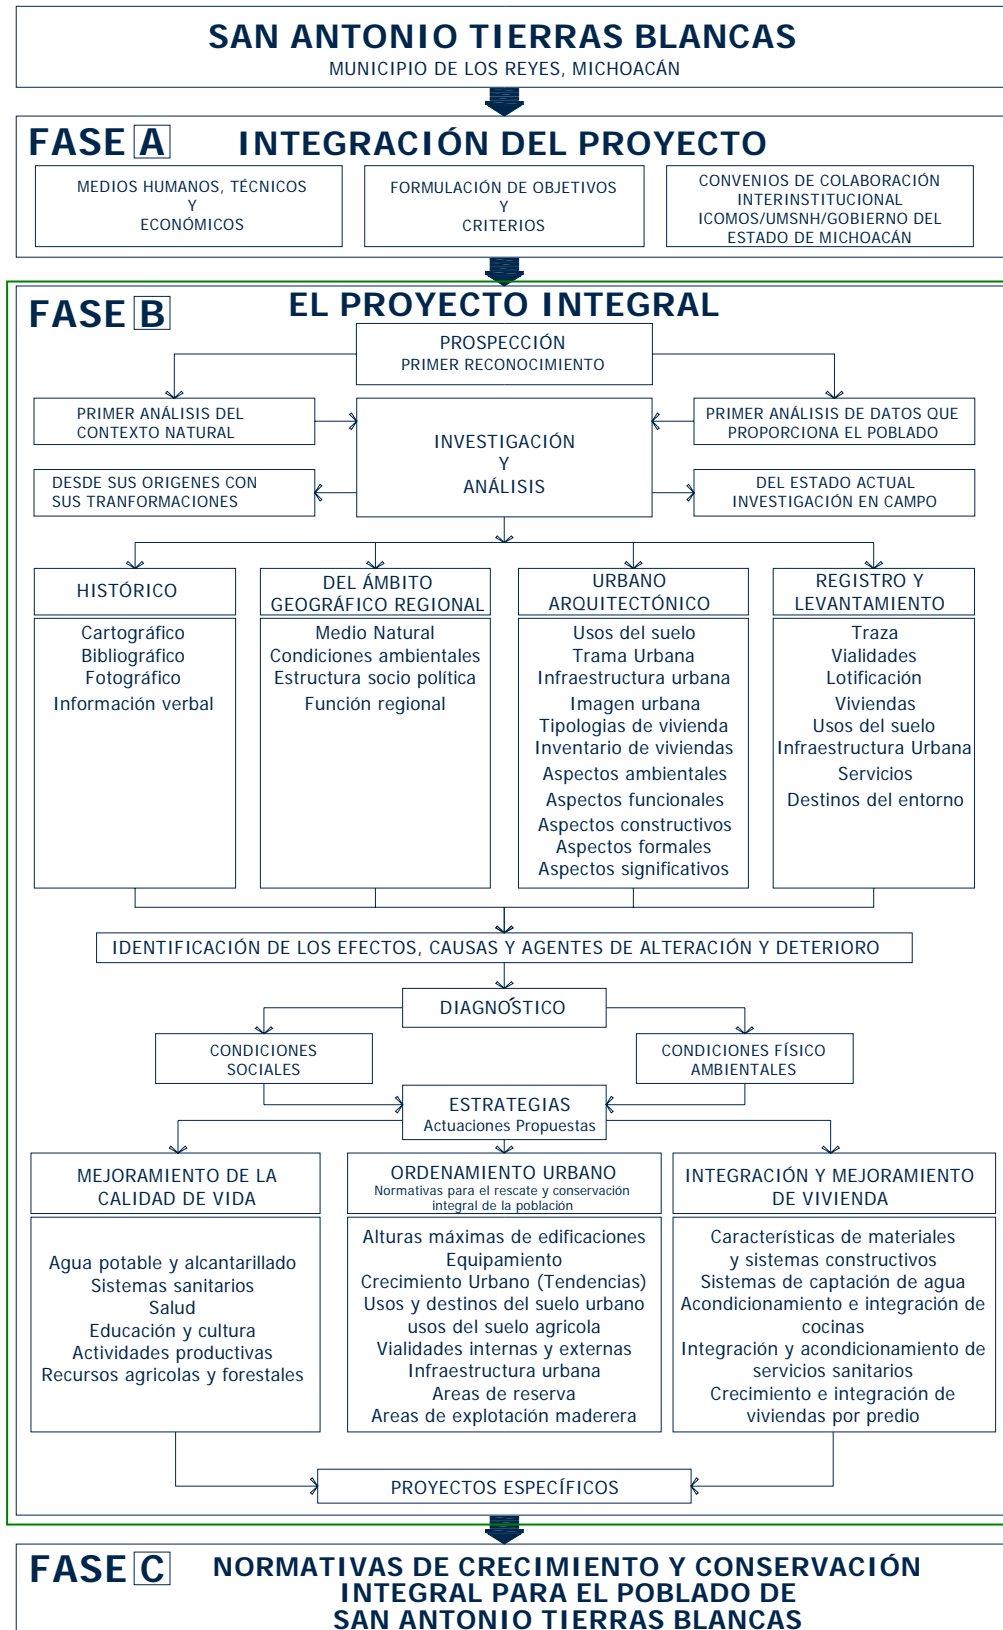 SAN ANTONIO TIERRAS BLANCAS
MUNICIPIO DE LOS REYES, MICHOACÁN
FASE A INTEGRACIÓN DEL PROYECTO
MEDIOS HUMANOS, TÉCNICOS
Y
ECONÓMICOS
FORMULACIÓN DE OBJETIVOS
Y
CRITERIOS
CONVENIOS DE COLABORACIÓN
INTERINSTITUCIONAL
ICOMOS/UMSNH/GOBIERNO DEL
ESTADO DE MICHOACÁN
FASE B EL PROYECTO INTEGRAL
PROSPECCIÓN
PRIMER RECONOCIMIENTO
PRIMER ANÁLISIS DEL
CONTEXTO NATURAL
INVESTIGACIÓN
Y
ANÁLISIS
PRIMER ANÁLISIS DE DATOS QUE
PROPORCIONA EL POBLADO
DESDE SUS ORIGENES CON
SUS TRANFORMACIONES
DEL ESTADO ACTUAL
INVESTIGACIÓN EN CAMPO
HISTÓRICO
Cartográfico
Bibliográfico
Fotográfico
Información verbal
DEL ÁMBITO
GEOGRÁFICO REGIONAL
Medio Natural
Condiciones ambientales
Estructura socio política
Función regional
URBANO
ARQUITECTÓNICO
Usos del suelo
Trama Urbana
Infraestructura urbana
Imagen urbana
Tipologias de vivienda
Inventario de viviendas
Aspectos ambientales
Aspectos funcionales
Aspectos constructivos
Aspectos formales
Aspectos significativos
REGISTRO Y
LEVANTAMIENTO
Traza
Vialidades
Lotificación
Viviendas
Usos del suelo
Infraestructura Urbana
Servicios
Destinos del entorno
IDENTIFICACIÓN DE LOS EFECTOS, CAUSAS Y AGENTES DE ALTERACIÓN Y DETERIORO
DIAGNÓSTICO
CONDICIONES
SOCIALES
CONDICIONES FÍSICO
AMBIENTALES
ESTRATEGIAS
Actuaciones Propuestas
MEJORAMIENTO DE LA
CALIDAD DE VIDA
Agua potable y alcantarillado
Sistemas sanitarios
Salud
Educación y cultura
Actividades productivas
Recursos agricolas y forestales
ORDENAMIENTO URBANO
Normativas para el rescate y conservación
integral de la población
Alturas máximas de edificaciones
Equipamiento
Crecimiento Urbano (Tendencias)
Usos y destinos del suelo urbano
usos del suelo agricola
Vialidades internas y externas
Infraestructura urbana
Areas de reserva
Areas de explotación maderera
INTEGRACIÓN Y MEJORAMIENTO
DE VIVIENDA
Características de materiales
y sistemas constructivos
Sistemas de captación de agua
Acondicionamiento e integración de
cocinas
Integración y acondicionamiento de
servicios sanitarios
Crecimiento e integración de
viviendas por predio
PROYECTOS ESPECÍFICOS
FASE C NORMATIVAS DE CRECIMIENTO Y CONSERVACIÓN
INTEGRAL PARA EL POBLADO DE
SAN ANTONIO TIERRAS BLANCAS